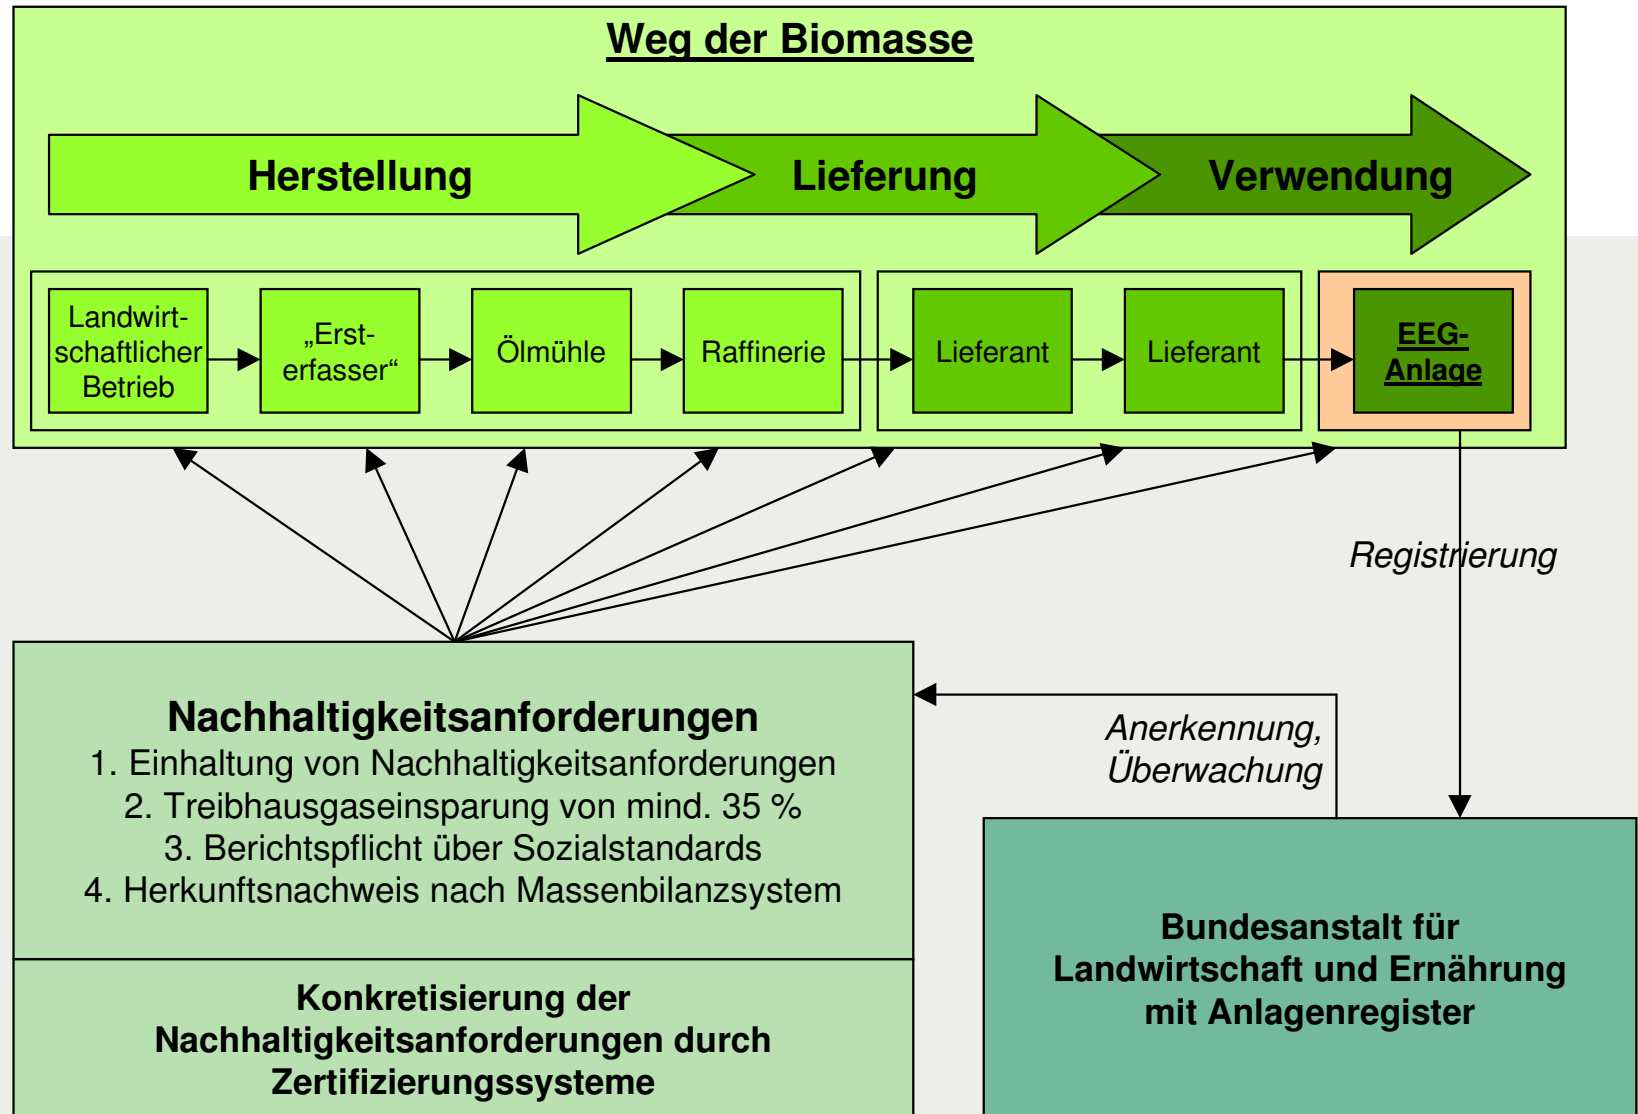 Weg der Biomasse
Herstellung
Lieferung
Verwendung
Landwirt-
schaftlicher
Betrieb
„Erst-
erfasser“
Ölmühle
Raffinerie
Lieferant
Lieferant
EEG-
Anlage
Registrierung
Nachhaltigkeitsanforderungen
1. Einhaltung von Nachhaltigkeitsanforderungen
2. Treibhausgaseinsparung von mind. 35 %
3. Berichtspflicht über Sozialstandards
4. Herkunftsnachweis nach Massenbilanzsystem
Anerkennung,
Überwachung
Konkretisierung der
Nachhaltigkeitsanforderungen durch
Zertifizierungssysteme
Bundesanstalt für
Landwirtschaft und Ernährung
mit Anlagenregister